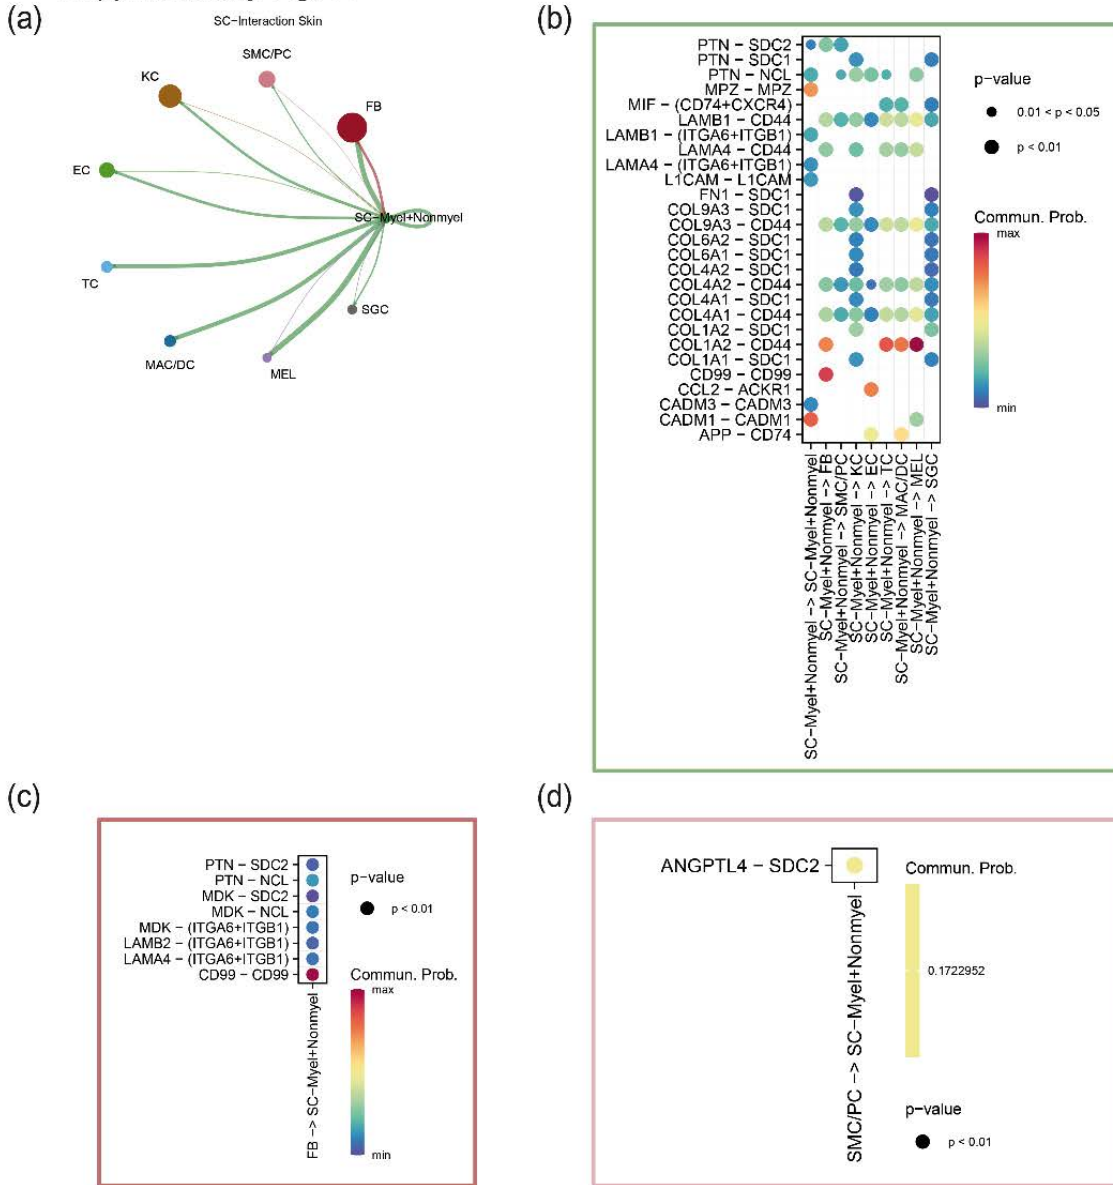 (a)
SC-Interaction Skin
SMC/PC
KC
FB
EC
SC-Myel+Nonmyel
TC
SGC
MAC/DC
MEL
(b)
PTN - SDC2
PTN - SDC1
PTN - NCL
MPZ - MPZ
MIF - (CD74+CXCR4)
LAMB1 - CD44
LAMB1 - (ITGA6+ITGB1)
LAMA4 - CD44
LAMA4 - (ITGA6+ITGB1)
L1CAM - L1CAM
FN1 - SDC1
COL9A3 - SDC1
COL9A3 - CD44
COL6A2 - SDC1
COL6A1 - SDC1
COL4A2 - SDC1
COL4A2 - CD44
COL4A1 - SDC1
COL4A1 - CD44
COL1A2 - SDC1
COL1A2 - CD44
COL1A1 - SDC1
CD99 - CD99
CCL2 - ACKR1
CADM3 - CADM3
CADM1 - CADM1
APP - CD74
SC-Myel+Nonmyel -> SC-Myel+Nonmyel
SC-Myel+Nonmyel -> FB
SC-Myel+Nonmyel -> SMC/PC
SC-Myel+Nonmyel -> KC
SC-Myel+Nonmyel -> EC
SC-Myel+Nonmyel -> TC
SC-Myel+Nonmyel -> MAC/DC
SC-Myel+Nonmyel -> MEL
SC-Myel+Nonmyel -> SGC
p-value
0.01 < p < 0.05
p < 0.01
Commun. Prob.
max
min
(c)
PTN - SDC2
PTN - NCL
MDK - SDC2
MDK - NCL
MDK - (ITGA6+ITGB1)
LAMB2 - (ITGA6+ITGB1)
LAMA4 - (ITGA6+ITGB1)
CD99 - CD99
FB -> SC-Myel+Nonmyel
p-value
p < 0.01
Commun. Prob.
max
min
(d)
ANGPTL4 - SDC2
SMC/PC -> SC-Myel+Nonmyel
Commun. Prob.
0.1722952
p-value
p < 0.01